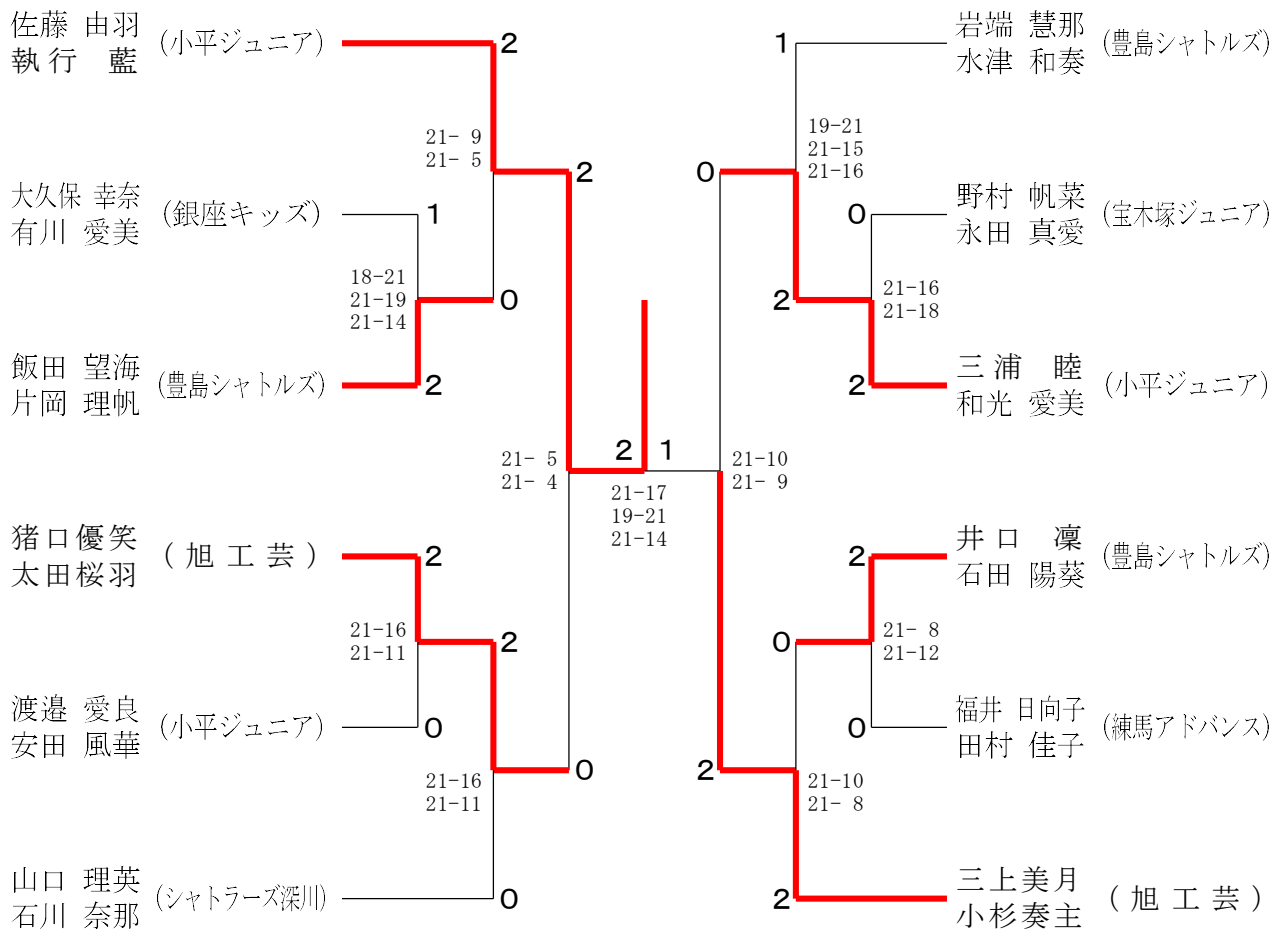 佐藤 由羽
執行 藍
(小平ジュニア)
2
21- 9
21- 5
大久保 幸奈
有川 愛美
(銀座キッズ)
1
2
18-21
21-19
21-14
0
飯田 望海
片岡 理帆
(豊島シャトルズ)
2
21- 5
21- 4
2
1
21-17
19-21
21-14
猪口優笑
太田桜羽
(旭工芸)
2
21-16
21-11
2
渡邉 愛良
安田 風華
(小平ジュニア)
0
21-16
21-11
0
山口 理英
石川 奈那
(シャトラーズ深川)
0
1
岩端 慧那
水津 和奏
(豊島シャトルズ)
19-21
21-15
21-16
0
0
野村 帆菜
永田 真愛
(宝木塚ジュニア)
2
21-16
21-18
2
三浦 睦
和光 愛美
(小平ジュニア)
21-10
21- 9
2
井口 凜
石田 陽葵
(豊島シャトルズ)
0
21- 8
21-12
0
福井 日向子
田村 佳子
(練馬アドバンス)
2
21-10
21- 8
2
三上美月
小杉奏主
(旭工芸)